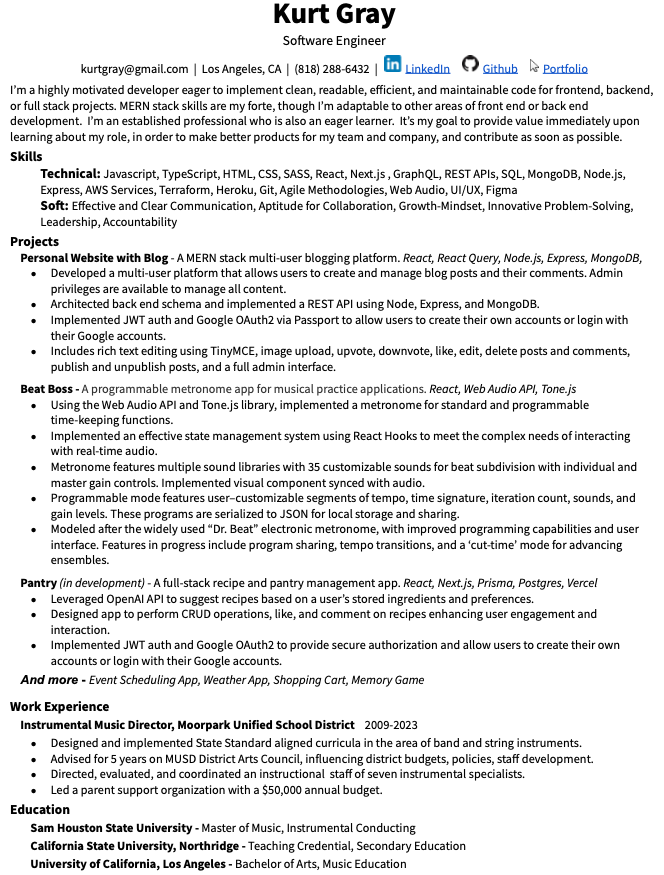 Kurt Gray
Software Engineer
kurtgray@gmail.com | Los Angeles, CA | (818) 288-6432 | in LinkedIn Github Portfolio
I'm a highly motivated developer eager to implement clean, readable, efficient, and maintainable code for frontend, backend,
or full stack projects. MERN stack skills are my forte, though I'm adaptable to other areas of front end or back end
development. I'm an established professional who is also an eager learner. It's my goal to provide value immediately upon
learning about my role, in order to make better products for my team and company, and contribute as soon as possible.
Skills
Technical: Javascript, TypeScript, HTML, CSS, SASS, React, Next.js , GraphQL, REST APIs, SQL, MongoDB, Node.js,
Express, AWS Services, Terraform, Heroku, Git, Agile Methodologies, Web Audio, UI/UX, Figma
Soft: Effective and Clear Communication, Aptitude for Collaboration, Growth-Mindset, Innovative Problem-Solving,
Leadership, Accountability
Projects
Personal Website with Blog - A MERN stack multi-user blogging platform. React, React Query, Node.js, Express, MongoDB,
● Developed a multi-user platform that allows users to create and manage blog posts and their comments. Admin
privileges are available to manage all content.
● Architected back end schema and implemented a REST API using Node, Express, and MongoDB.
● Implemented JWT auth and Google OAuth2 via Passport to allow users to create their own accounts or login with
their Google accounts.
● Includes rich text editing using TinyMCE, image upload, upvote, downvote, like, edit, delete posts and comments,
publish and unpublish posts, and a full admin interface.
Beat Boss - A programmable metronome app for musical practice applications. React, Web Audio API, Tone.js
● Using the Web Audio API and Tone.js library, implemented a metronome for standard and programmable
time-keeping functions.
● Implemented an effective state management system using React Hooks to meet the complex needs of interacting
with real-time audio.
● Metronome features multiple sound libraries with 35 customizable sounds for beat subdivision with individual and
master gain controls. Implemented visual component synced with audio.
● Programmable mode features user–customizable segments of tempo, time signature, iteration count, sounds, and
gain levels. These programs are serialized to JSON for local storage and sharing.
● Modeled after the widely used “Dr. Beat” electronic metronome, with improved programming capabilities and user
interface. Features in progress include program sharing, tempo transitions, and a ‘cut-time’ mode for advancing
ensembles.
Pantry (in development) - A full-stack recipe and pantry management app. React, Next.js, Prisma, Postgres, Vercel
● Leveraged OpenAI API to suggest recipes based on a user's stored ingredients and preferences.
● Designed app to perform CRUD operations, like, and comment on recipes enhancing user engagement and
interaction.
● Implemented JWT auth and Google OAuth2 to provide secure authorization and allow users to create their own
accounts or login with their Google accounts.
And more - Event Scheduling App, Weather App, Shopping Cart, Memory Game
Work Experience
Instrumental Music Director, Moorpark Unified School District 2009-2023
● Designed and implemented State Standard aligned curricula in the area of band and string instruments.
● Advised for 5 years on MUSD District Arts Council, influencing district budgets, policies, staff development.
● Directed, evaluated, and coordinated an instructional staff of seven instrumental specialists.
● Led a parent support organization with a $50,000 annual budget.
Education
Sam Houston State University - Master of Music, Instrumental Conducting
California State University, Northridge - Teaching Credential, Secondary Education
University of California, Los Angeles - Bachelor of Arts, Music Education